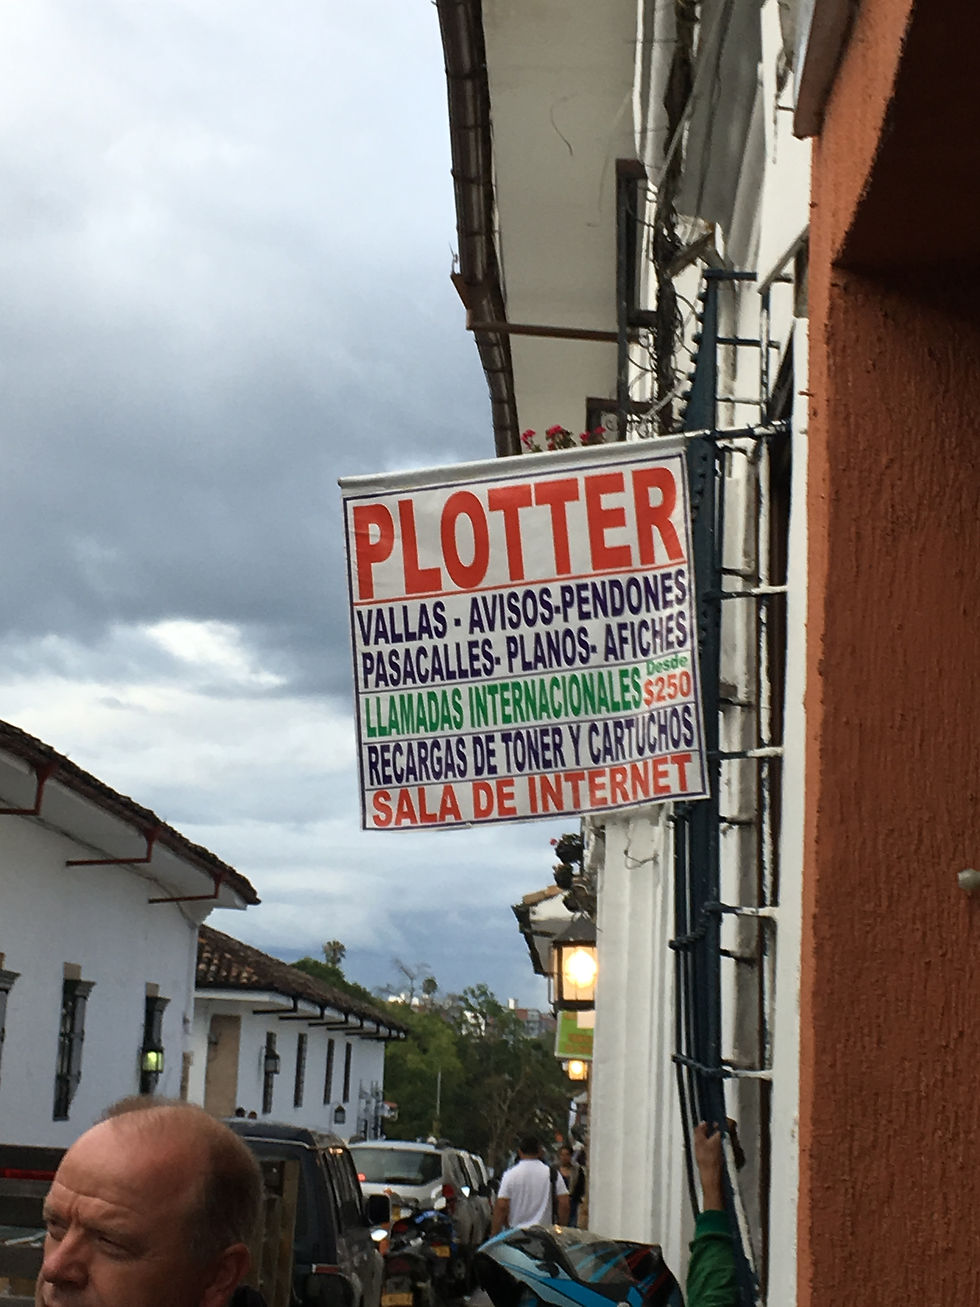 PLOTTER
VALLAS - AVISOS-PENDONES
PASACALLES- PLANOS- AFICHES
LLAMADAS INTERNACIONALES Desde $250
RECARGAS DE TONER Y CARTUCHOS
SALA DE INTERNET